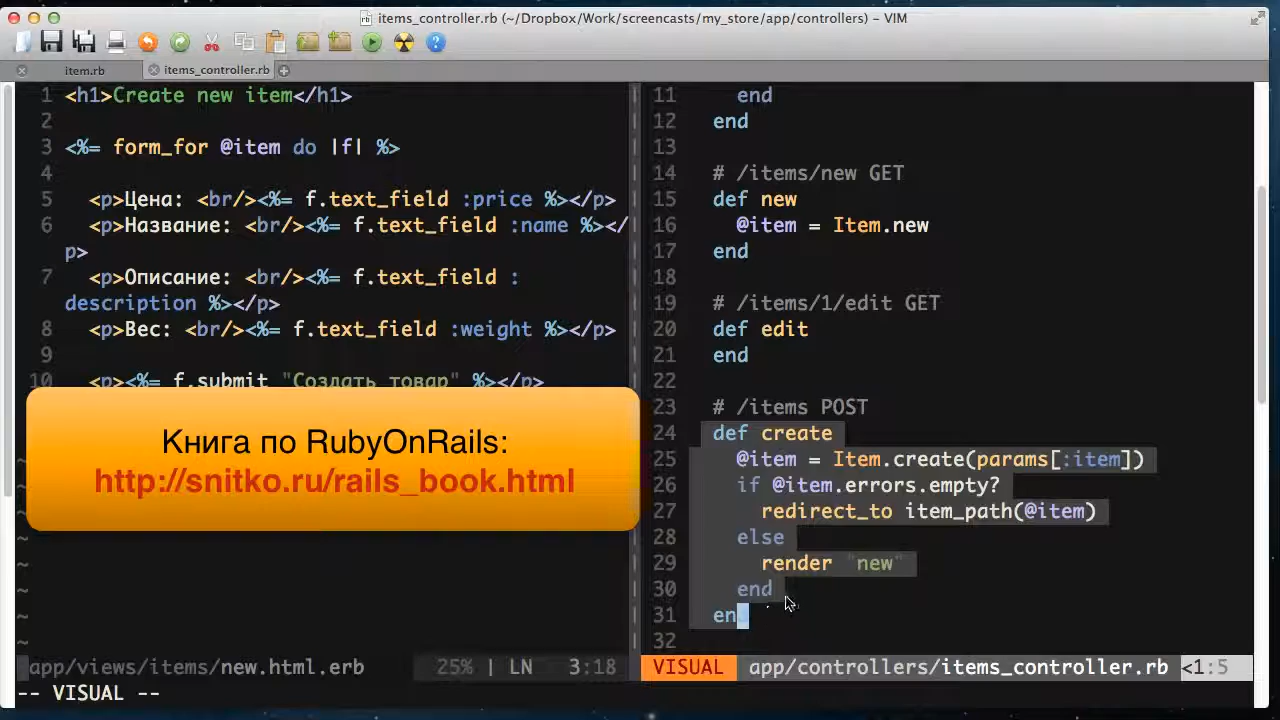 items_controller.rb (~/Dropbox/Work/screencasts/my_store/app/controllers) – VIM
item.rb
items_controller.rb
1 <h1>Create new item</h1>
2
3 <%= form_for @item do |f| %>
4
5 <p>Цена: <br/><%= f.text_field :price %></p>
6 <p>Название: <br/><%= f.text_field :name %></
p>
7 <p>Описание: <br/><%= f.text_field :
description %></p>
8 <p>Вес: <br/><%= f.text_field :weight %></p>
9
10 <p><%= f.submit "Создать товар" %></p>
Книга по RubyOnRails:
http://snitko.ru/rails_book.html
~
~
~
~
~
app/views/items/new.html.erb 25% | LN 3:18
11 end
12 end
13
14 # /items/new GET
15 def new
16 @item = Item.new
17 end
18
19 # /items/1/edit GET
20 def edit
21 end
22
23 # /items POST
24 def create
25 @item = Item.create(params[:item])
26 if @item.errors.empty?
27 redirect_to item_path(@item)
28 else
29 render "new"
30 end
31 end
32
VISUAL app/controllers/items_controller.rb <1:5
-- VISUAL --